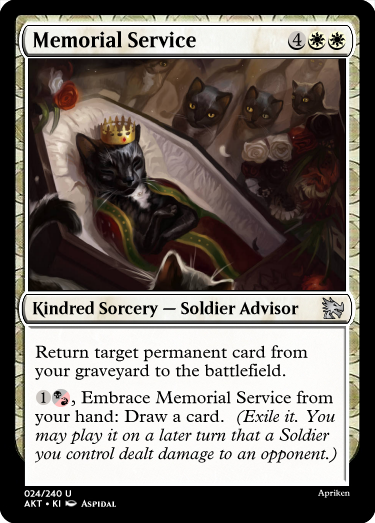 Memorial Service 4
Kindred Sorcery — Soldier Advisor
Return target permanent card from
your graveyard to the battlefield.
1, Embrace Memorial Service from
your hand: Draw a card. (Exile it. You
may play it on a later turn that a Soldier
you control dealt damage to an opponent.)
024/240 U
Apriken
AKT • KI Aspidal